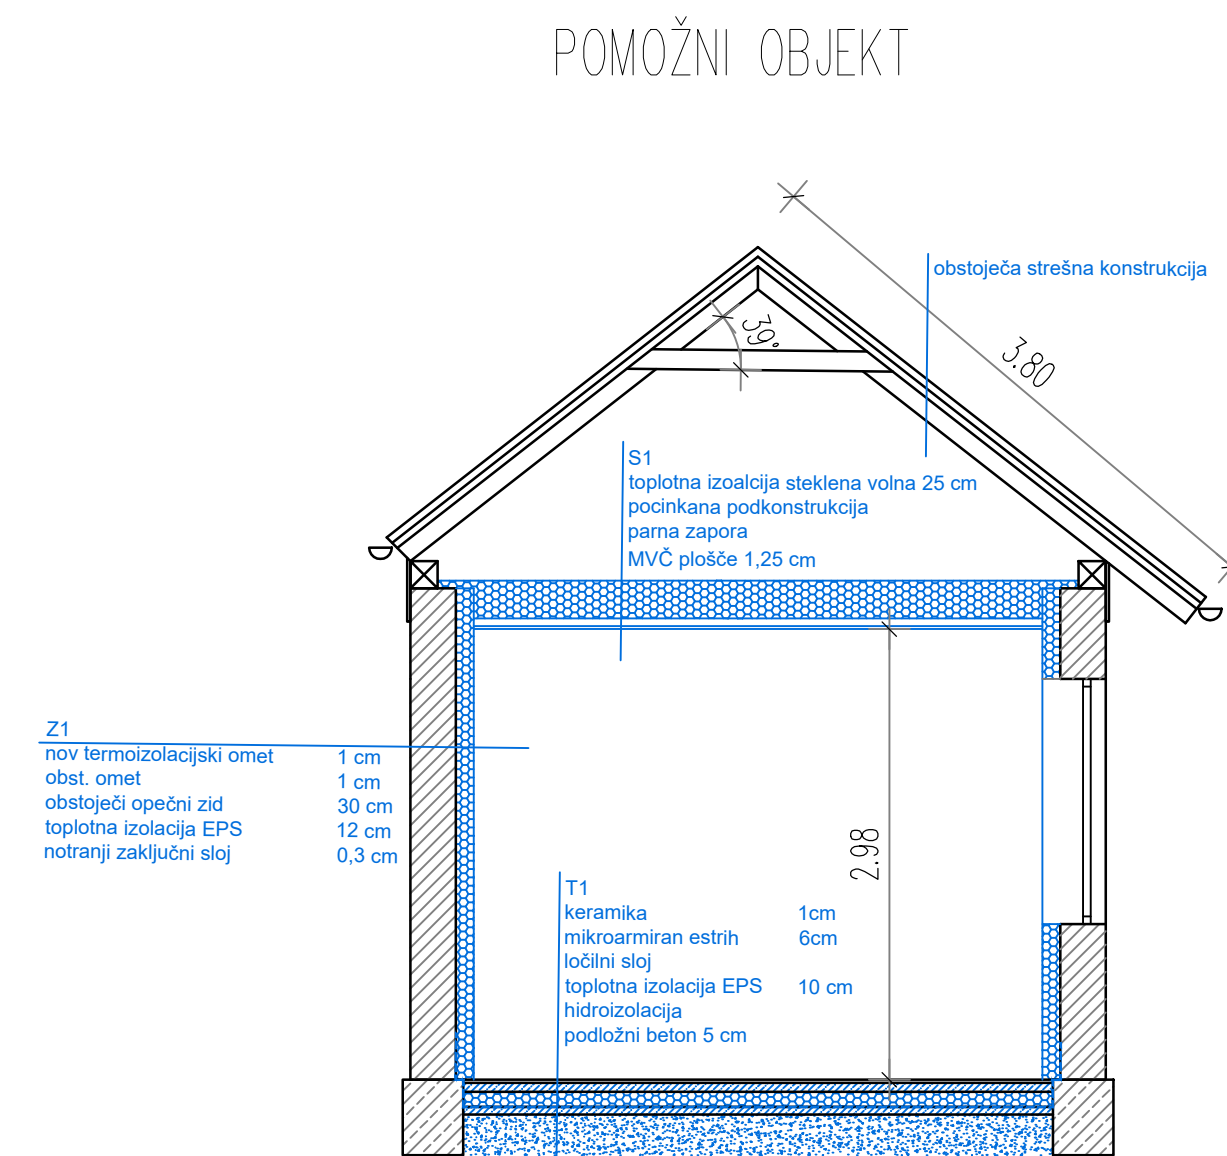 POMOŽNI OBJEKT
obstoječa strešna konstrukcija
3.80
39°
S1
toplotna izoalcija steklena volna 25 cm
pocinkana podkonstrukcija
parna zapora
MVČ plošče 1,25 cm
Z1
nov termoizolacijski omet 1 cm
obst. omet 1 cm
obstoječi opečni zid 30 cm
toplotna izolacija EPS 12 cm
notranji zaključni sloj 0,3 cm
2.98
T1
keramika 1cm
mikroarmiran estrih 6cm
ločilni sloj
toplotna izolacija EPS 10 cm
hidroizolacija
podložni beton 5 cm